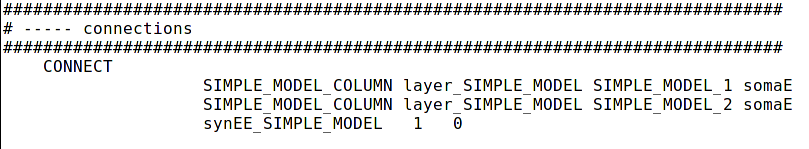 ##############################################################################
# ----- connections
##############################################################################
CONNECT
SIMPLE_MODEL_COLUMN layer_SIMPLE_MODEL SIMPLE_MODEL_1 somaE
SIMPLE_MODEL_COLUMN layer_SIMPLE_MODEL SIMPLE_MODEL_2 somaE
synEE_SIMPLE_MODEL   1   0